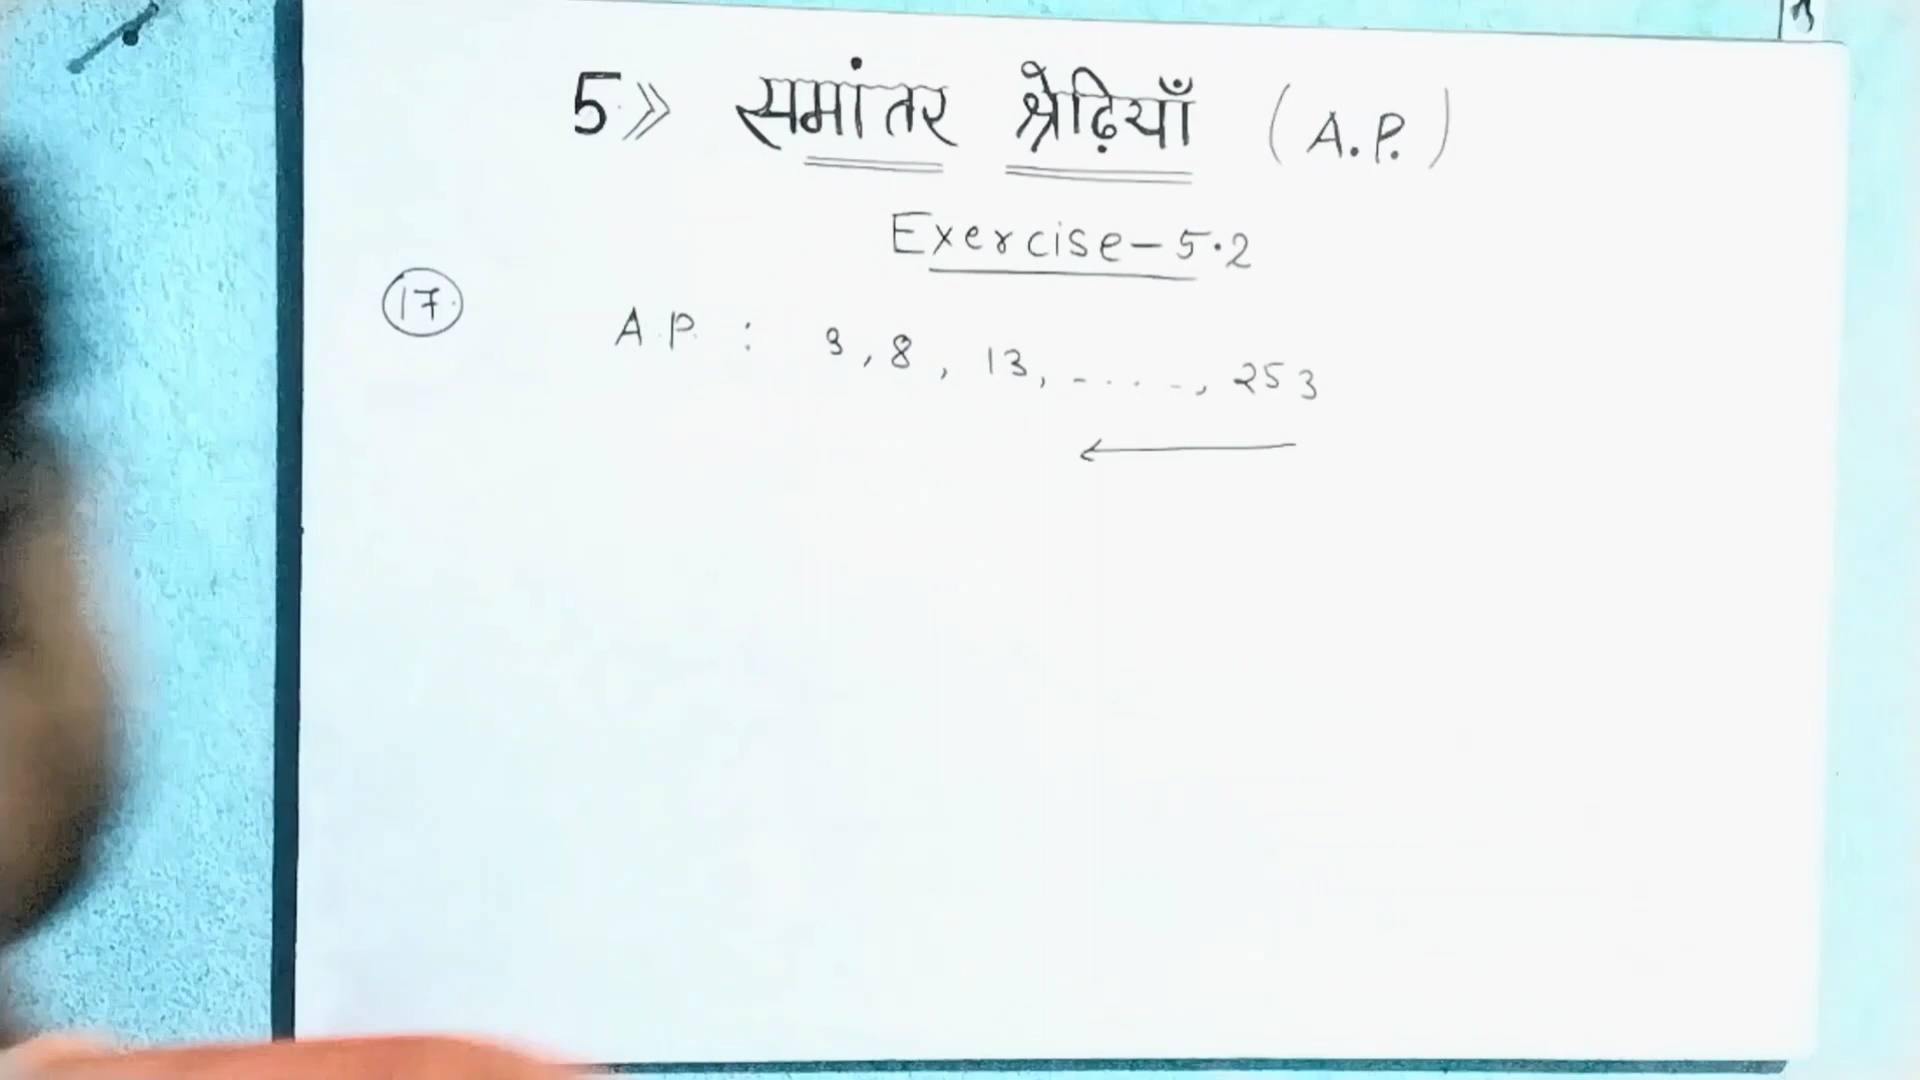 5》 समांतर श्रेढ़ियाँ (A.P.)
Exercise-5.2
17 A.P. : 3, 8, 13, ....., 253